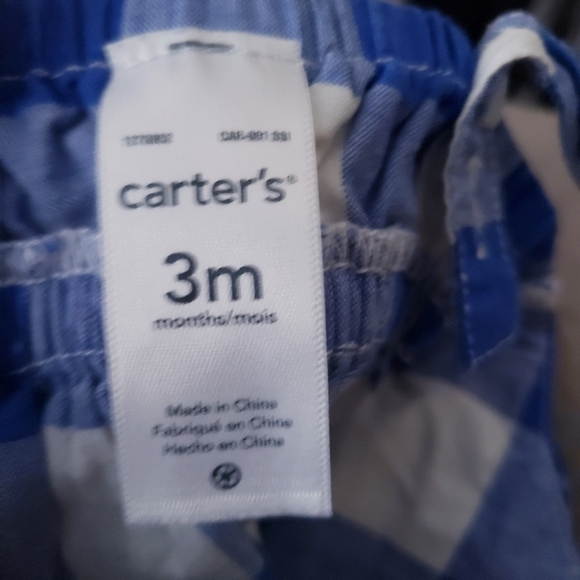 carter's®
3m
months/mois
Made in China
Fabriqué en Chine
Hecho en China